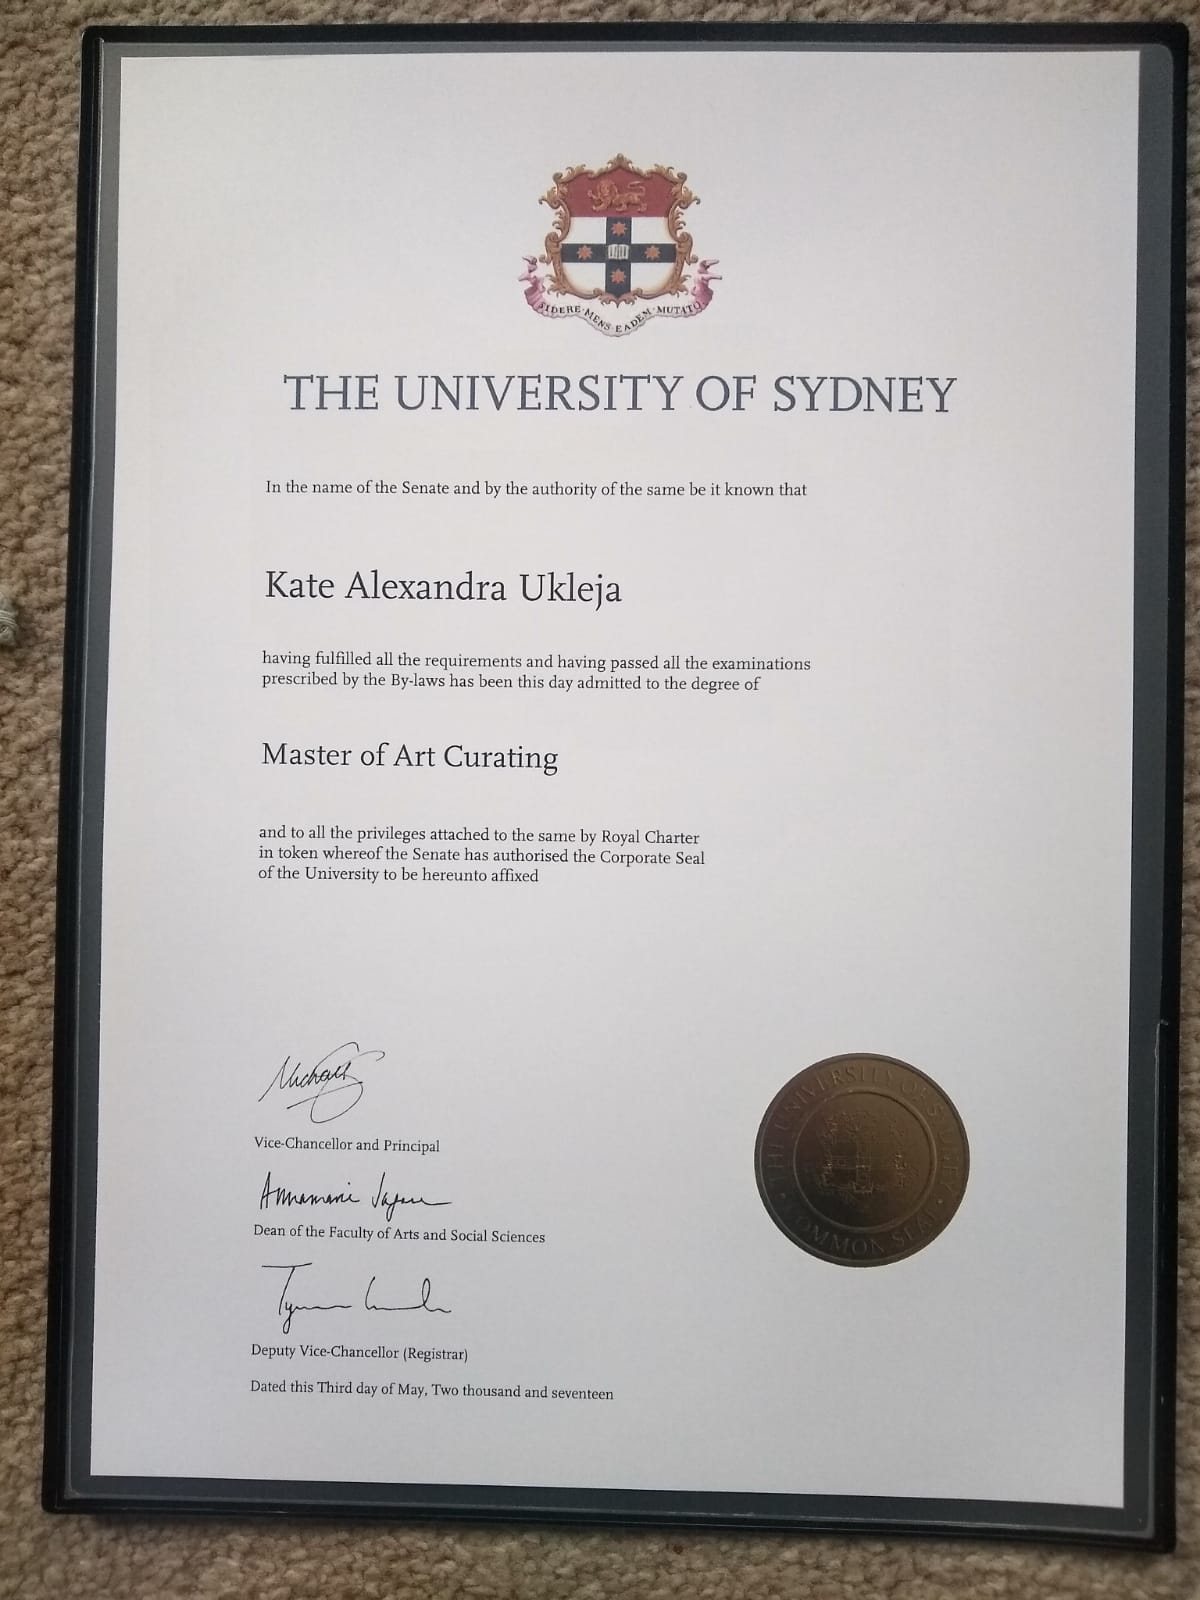 SIDERE·MENS·EADEM·MUTATO
THE UNIVERSITY OF SYDNEY
In the name of the Senate and by the authority of the same be it known that
Kate Alexandra Ukleja
having fulfilled all the requirements and having passed all the examinations
prescribed by the By-laws has been this day admitted to the degree of
Master of Art Curating
and to all the privileges attached to the same by Royal Charter
in token whereof the Senate has authorised the Corporate Seal
of the University to be hereunto affixed
Vice-Chancellor and Principal
Dean of the Faculty of Arts and Social Sciences
Deputy Vice-Chancellor (Registrar)
Dated this Third day of May, Two thousand and seventeen
THE UNIVERSITY OF SYDNEY
COMMON SEAL